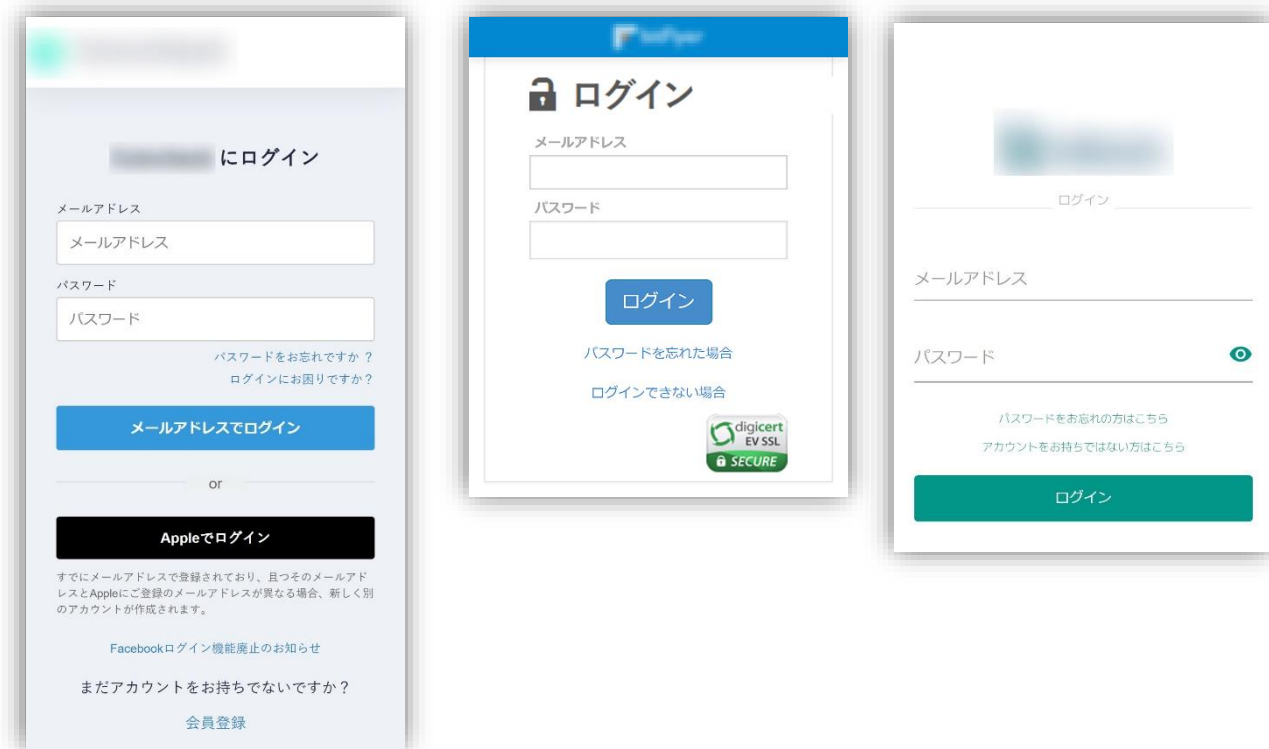 にログイン
メールアドレス
メールアドレス
パスワード
パスワード
パスワードをお忘れですか ?
ログインにお困りですか?
メールアドレスでログイン
or
Appleでログイン
すでにメールアドレスで登録されており、且つそのメールアド
レスとAppleにご登録のメールアドレスが異なる場合、新しく別
のアカウントが作成されます。
Facebookログイン機能廃止のお知らせ
まだアカウントをお持ちでないですか?
会員登録
ログイン
メールアドレス
パスワード
ログイン
パスワードを忘れた場合
ログインできない場合
digicert
EV SSL
SECURE
ログイン
メールアドレス
パスワード
パスワードをお忘れの方はこちら
アカウントをお持ちではない方はこちら
ログイン